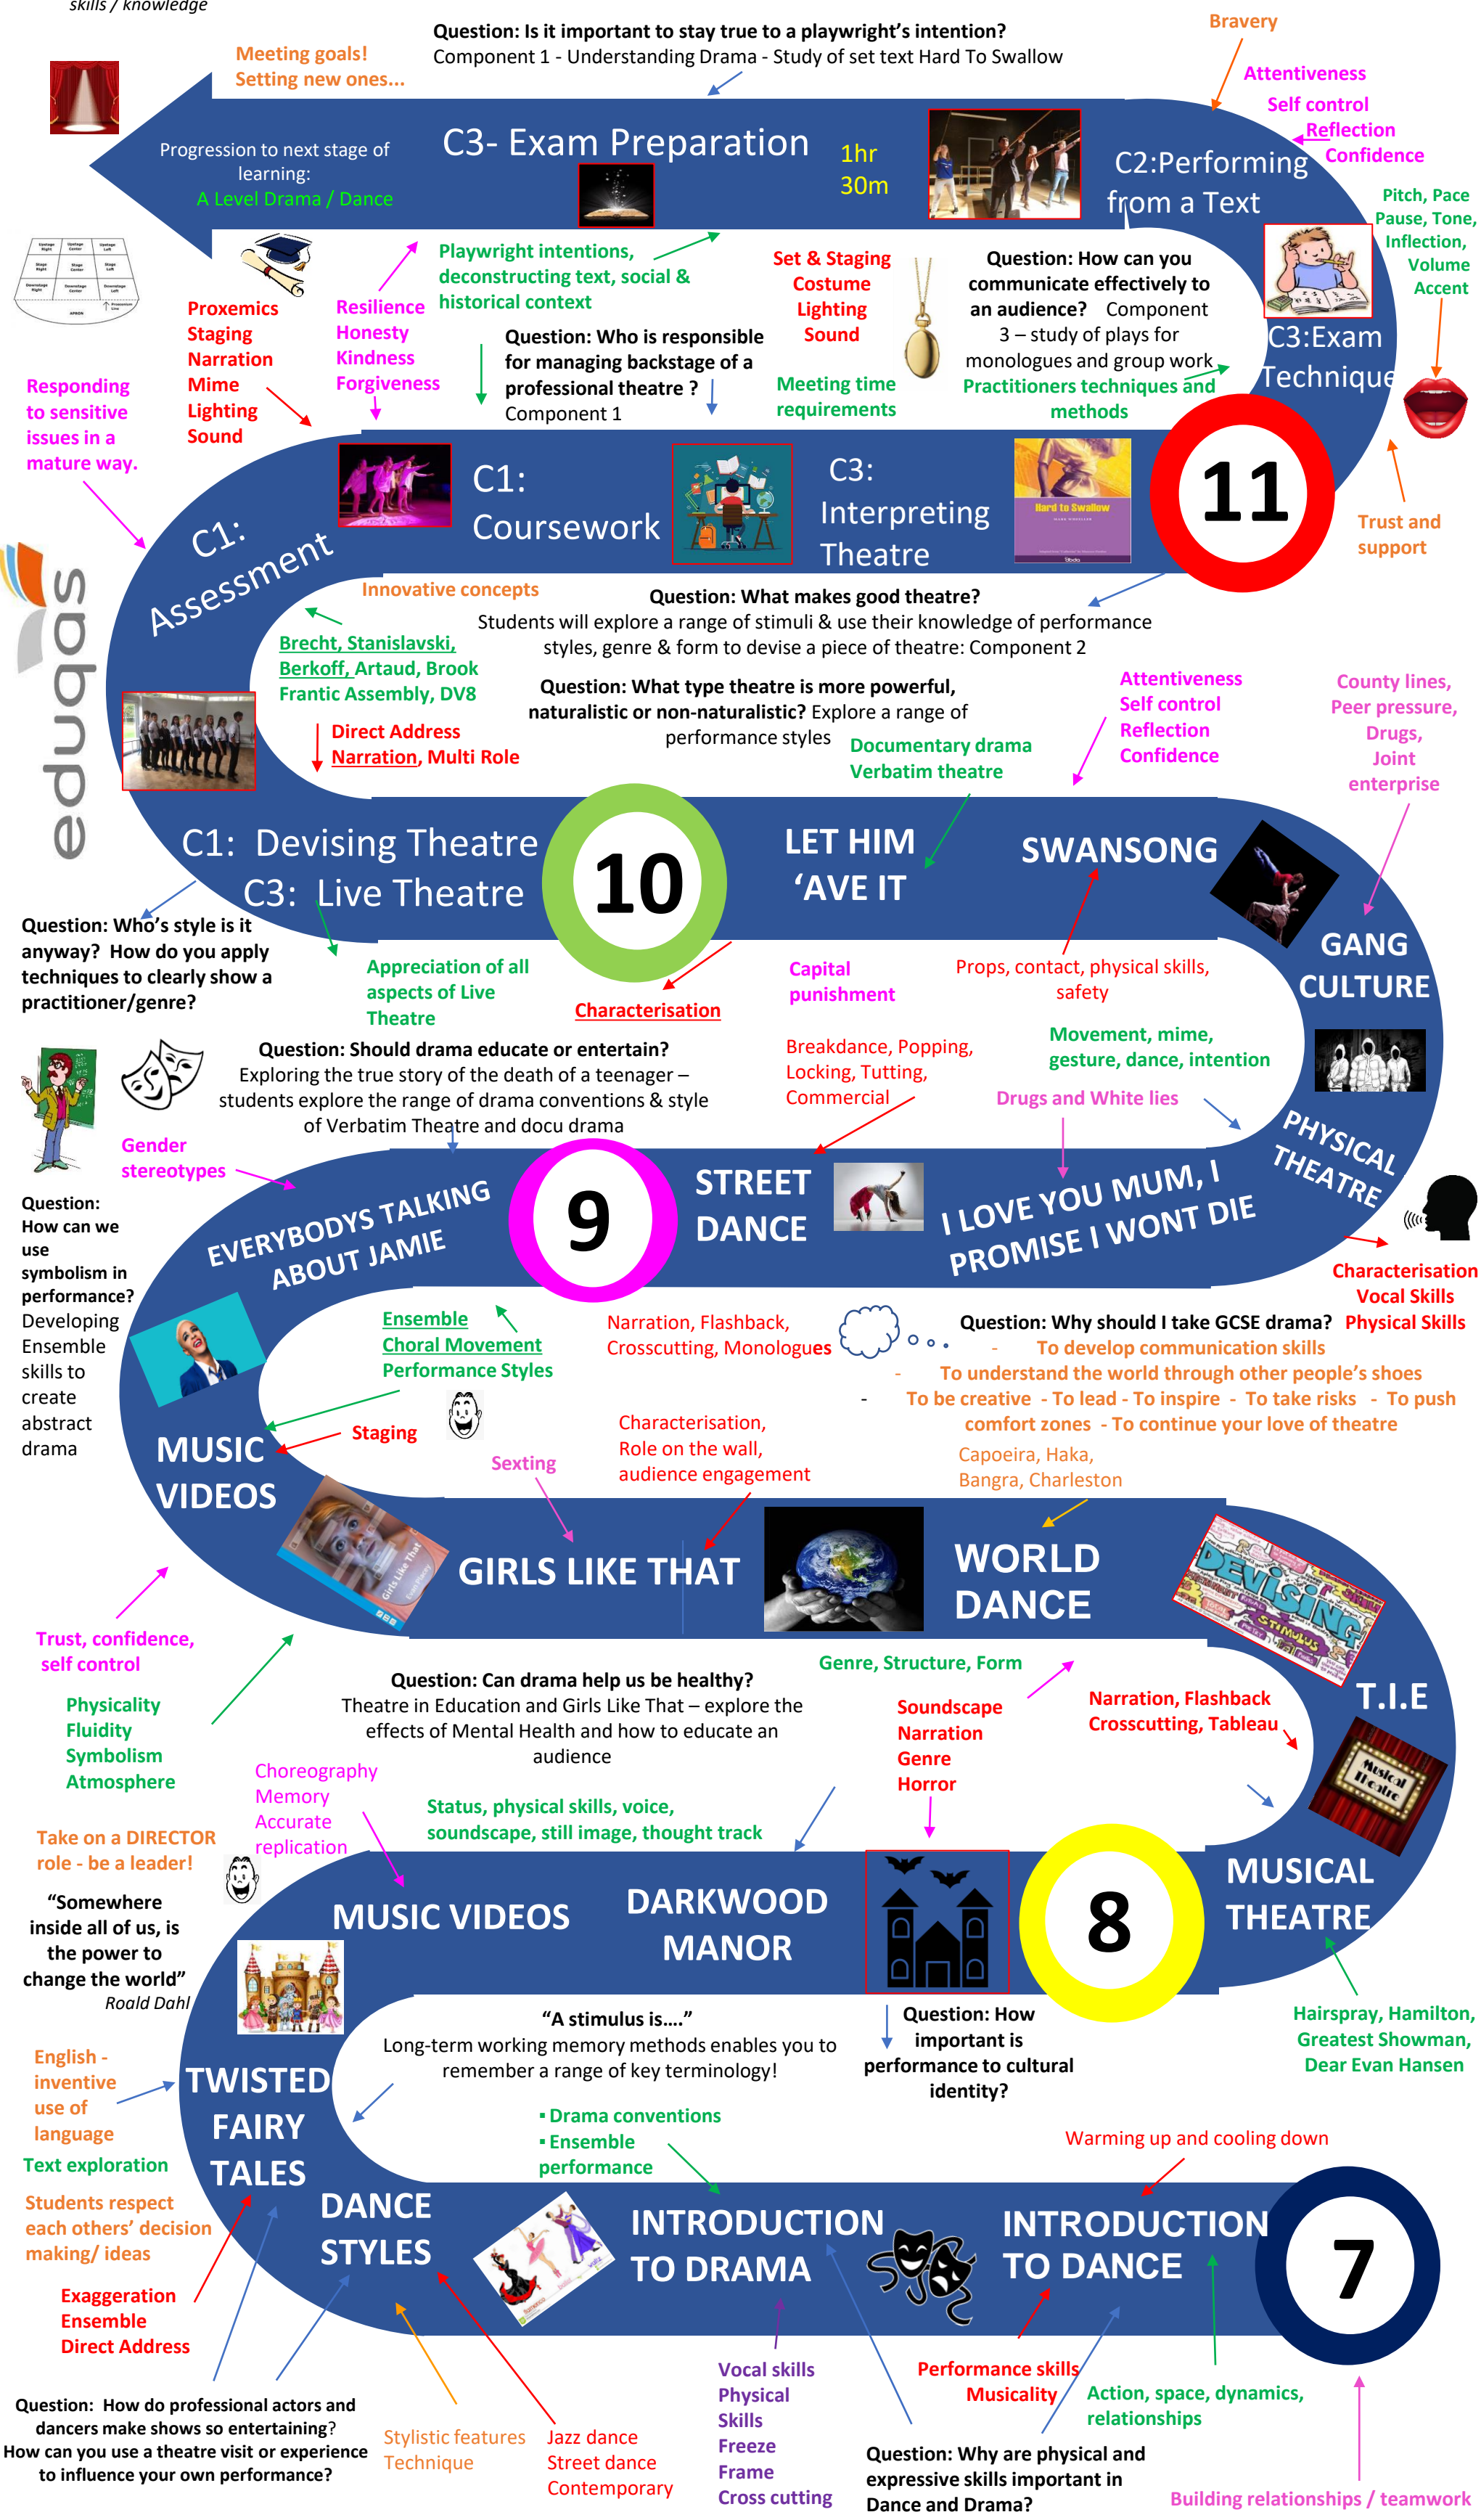 skills / knowledge
Question: Is it important to stay true to a playwright's intention?
Component 1 - Understanding Drama - Study of set text Hard To Swallow
Bravery
Meeting goals!
Setting new ones...
Attentiveness
Self control
Reflection
Confidence
Progression to next stage of
learning:
A Level Drama / Dance
C3- Exam Preparation
1hr
30m
C2:Performing
from a Text
Pitch, Pace
Pause, Tone,
Inflection,
Volume
Accent
Upstage Right
Upstage Center
Upstage Left
Stage Right
Stage Center
Stage Left
Downstage Right
Downstage Center
Downstage Left
APRON
Proscenium Line
Proxemics
Staging
Narration
Mime
Lighting
Sound
Resilience
Honesty
Kindness
Forgiveness
Playwright intentions,
deconstructing text, social &
historical context
Question: Who is responsible
for managing backstage of a
professional theatre ?
Component 1
Set & Staging
Costume
Lighting
Sound
Meeting time
requirements
Question: How can you
communicate effectively to
an audience? Component
3 – study of plays for
monologues and group work
Practitioners techniques and
methods
C3:Exam
Technique
Responding
to sensitive
issues in a
mature way.
C1:
Assessment
C1:
Coursework
C3:
Interpreting
Theatre
Hard to Swallow
MARK WHEELLER
11
Trust and
support
eduqas
Innovative concepts
Question: What makes good theatre?
Students will explore a range of stimuli & use their knowledge of performance
styles, genre & form to devise a piece of theatre: Component 2
Brecht, Stanislavski,
Berkoff, Artaud, Brook
Frantic Assembly, DV8
Direct Address
Narration, Multi Role
Question: What type theatre is more powerful,
naturalistic or non-naturalistic? Explore a range of
performance styles
Documentary drama
Verbatim theatre
Attentiveness
Self control
Reflection
Confidence
County lines,
Peer pressure,
Drugs,
Joint
enterprise
C1: Devising Theatre
C3: Live Theatre
10
LET HIM
‘AVE IT
SWANSONG
GANG
CULTURE
Question: Who's style is it
anyway? How do you apply
techniques to clearly show a
practitioner/genre?
Appreciation of all
aspects of Live
Theatre
Characterisation
Capital
punishment
Props, contact, physical skills,
safety
Question: Should drama educate or entertain?
Exploring the true story of the death of a teenager –
students explore the range of drama conventions & style
of Verbatim Theatre and docu drama
Breakdance, Popping,
Locking, Tutting,
Commercial
Movement, mime,
gesture, dance, intention
Drugs and White lies
Gender
stereotypes
PHYSICAL
THEATRE
Question:
How can we
use
symbolism in
performance?
Developing
Ensemble
skills to
create
abstract
drama
EVERYBODYS TALKING
ABOUT JAMIE
9
STREET
DANCE
I LOVE YOU MUM, I
PROMISE I WONT DIE
Characterisation
Vocal Skills
Physical Skills
Ensemble
Choral Movement
Performance Styles
Narration, Flashback,
Crosscutting, Monologues
Question: Why should I take GCSE drama?
- To develop communication skills
- To understand the world through other people's shoes
- To be creative - To lead - To inspire - To take risks - To push
comfort zones - To continue your love of theatre
Staging
Sexting
Characterisation,
Role on the wall,
audience engagement
Capoeira, Haka,
Bangra, Charleston
MUSIC
VIDEOS
Girls Like That
Evan Placey
GIRLS LIKE THAT
WORLD
DANCE
DEVISING
STIMULUS
T.I.E
Trust, confidence,
self control
Physicality
Fluidity
Symbolism
Atmosphere
Question: Can drama help us be healthy?
Theatre in Education and Girls Like That – explore the
effects of Mental Health and how to educate an
audience
Genre, Structure, Form
Soundscape
Narration
Genre
Horror
Narration, Flashback
Crosscutting, Tableau
Musical
Theatre
Choreography
Memory
Accurate
replication
Status, physical skills, voice,
soundscape, still image, thought track
Take on a DIRECTOR
role - be a leader!
“Somewhere
inside all of us, is
the power to
change the world”
Roald Dahl
MUSIC VIDEOS
DARKWOOD
MANOR
8
MUSICAL
THEATRE
Hairspray, Hamilton,
Greatest Showman,
Dear Evan Hansen
“A stimulus is....”
Long-term working memory methods enables you to
remember a range of key terminology!
Question: How
important is
performance to cultural
identity?
English -
inventive
use of
language
Text exploration
Students respect
each others' decision
making/ ideas
Exaggeration
Ensemble
Direct Address
TWISTED
FAIRY
TALES
▪ Drama conventions
▪ Ensemble
performance
Warming up and cooling down
DANCE
STYLES
INTRODUCTION
TO DRAMA
INTRODUCTION
TO DANCE
7
Question: How do professional actors and
dancers make shows so entertaining?
How can you use a theatre visit or experience
to influence your own performance?
Stylistic features
Technique
Jazz dance
Street dance
Contemporary
Vocal skills
Physical
Skills
Freeze
Frame
Cross cutting
Performance skills
Musicality
Action, space, dynamics,
relationships
Question: Why are physical and
expressive skills important in
Dance and Drama?
Building relationships / teamwork